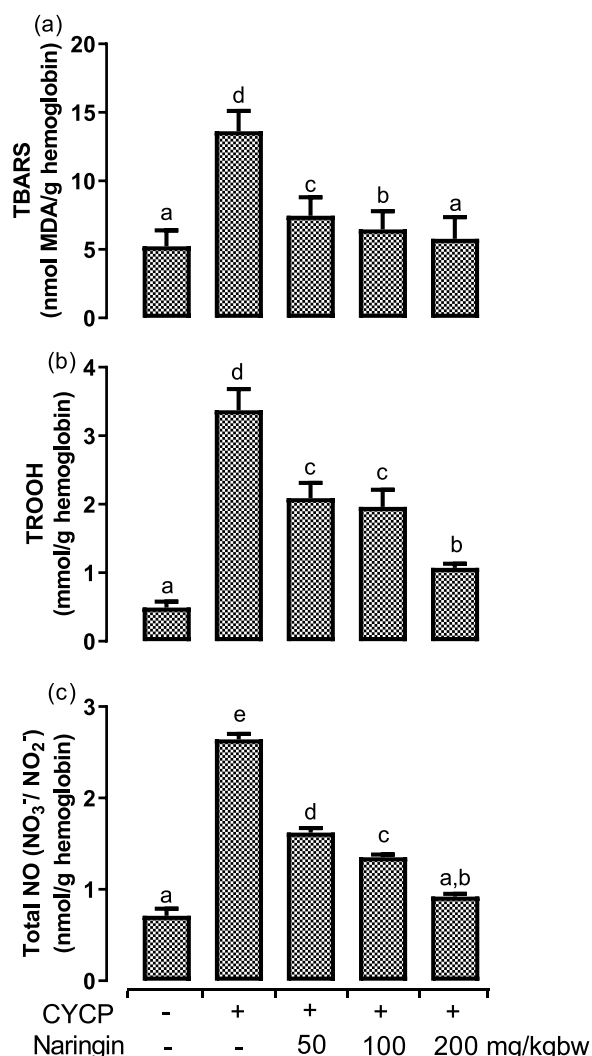 (a)
TBARS
(nmol MDA/g hemoglobin)
20
15
10
5
0
a
d
c
b
a
(b)
TROOH
(mmol/g hemoglobin)
4
3
2
1
0
a
d
c
c
b
(c)
Total NO (NO3-/ NO2-)
(nmol/g hemoglobin)
3
2
1
0
a
e
d
c
a,b
CYCP - + + + +
Naringin - - 50 100 200 mg/kgbw